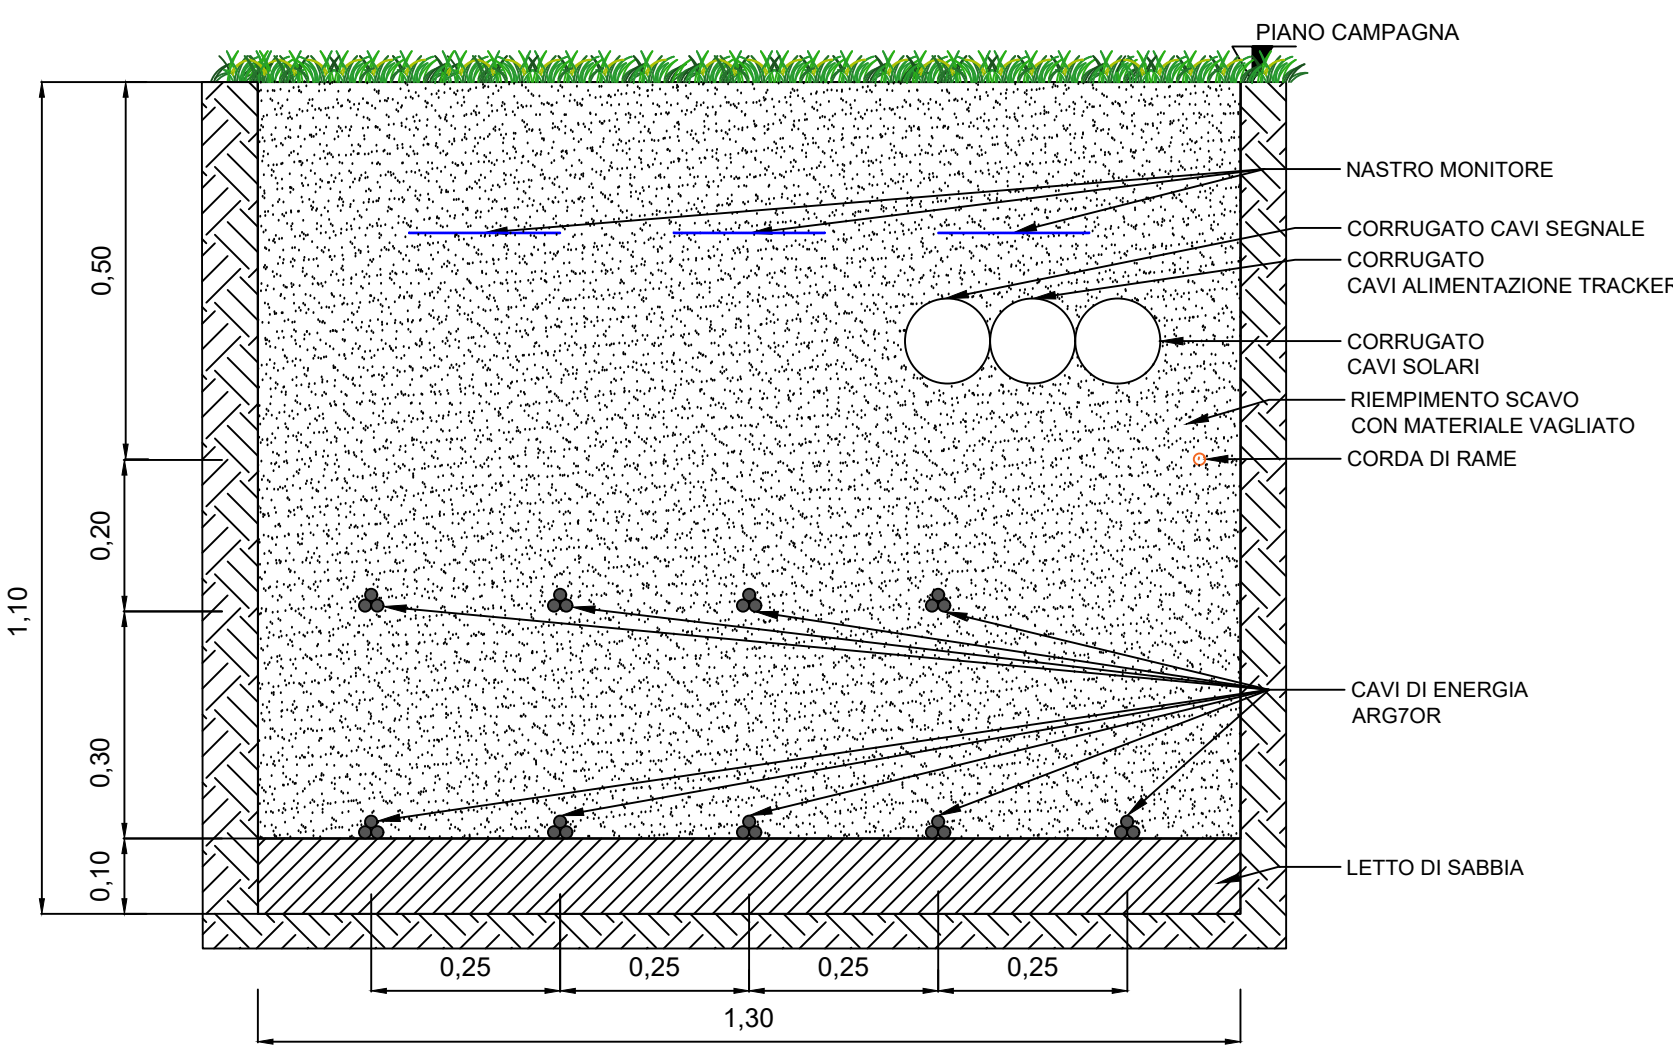 PIANO CAMPAGNA
NASTRO MONITORE
CORRUGATO CAVI SEGNALE
CORRUGATO
CAVI ALIMENTAZIONE TRACKER
CORRUGATO
CAVI SOLARI
RIEMPIMENTO SCAVO
CON MATERIALE VAGLIATO
CORDA DI RAME
CAVI DI ENERGIA
ARG7OR
LETTO DI SABBIA
0,50
0,20
1,10
0,30
0,10
0,25
0,25
0,25
0,25
1,30